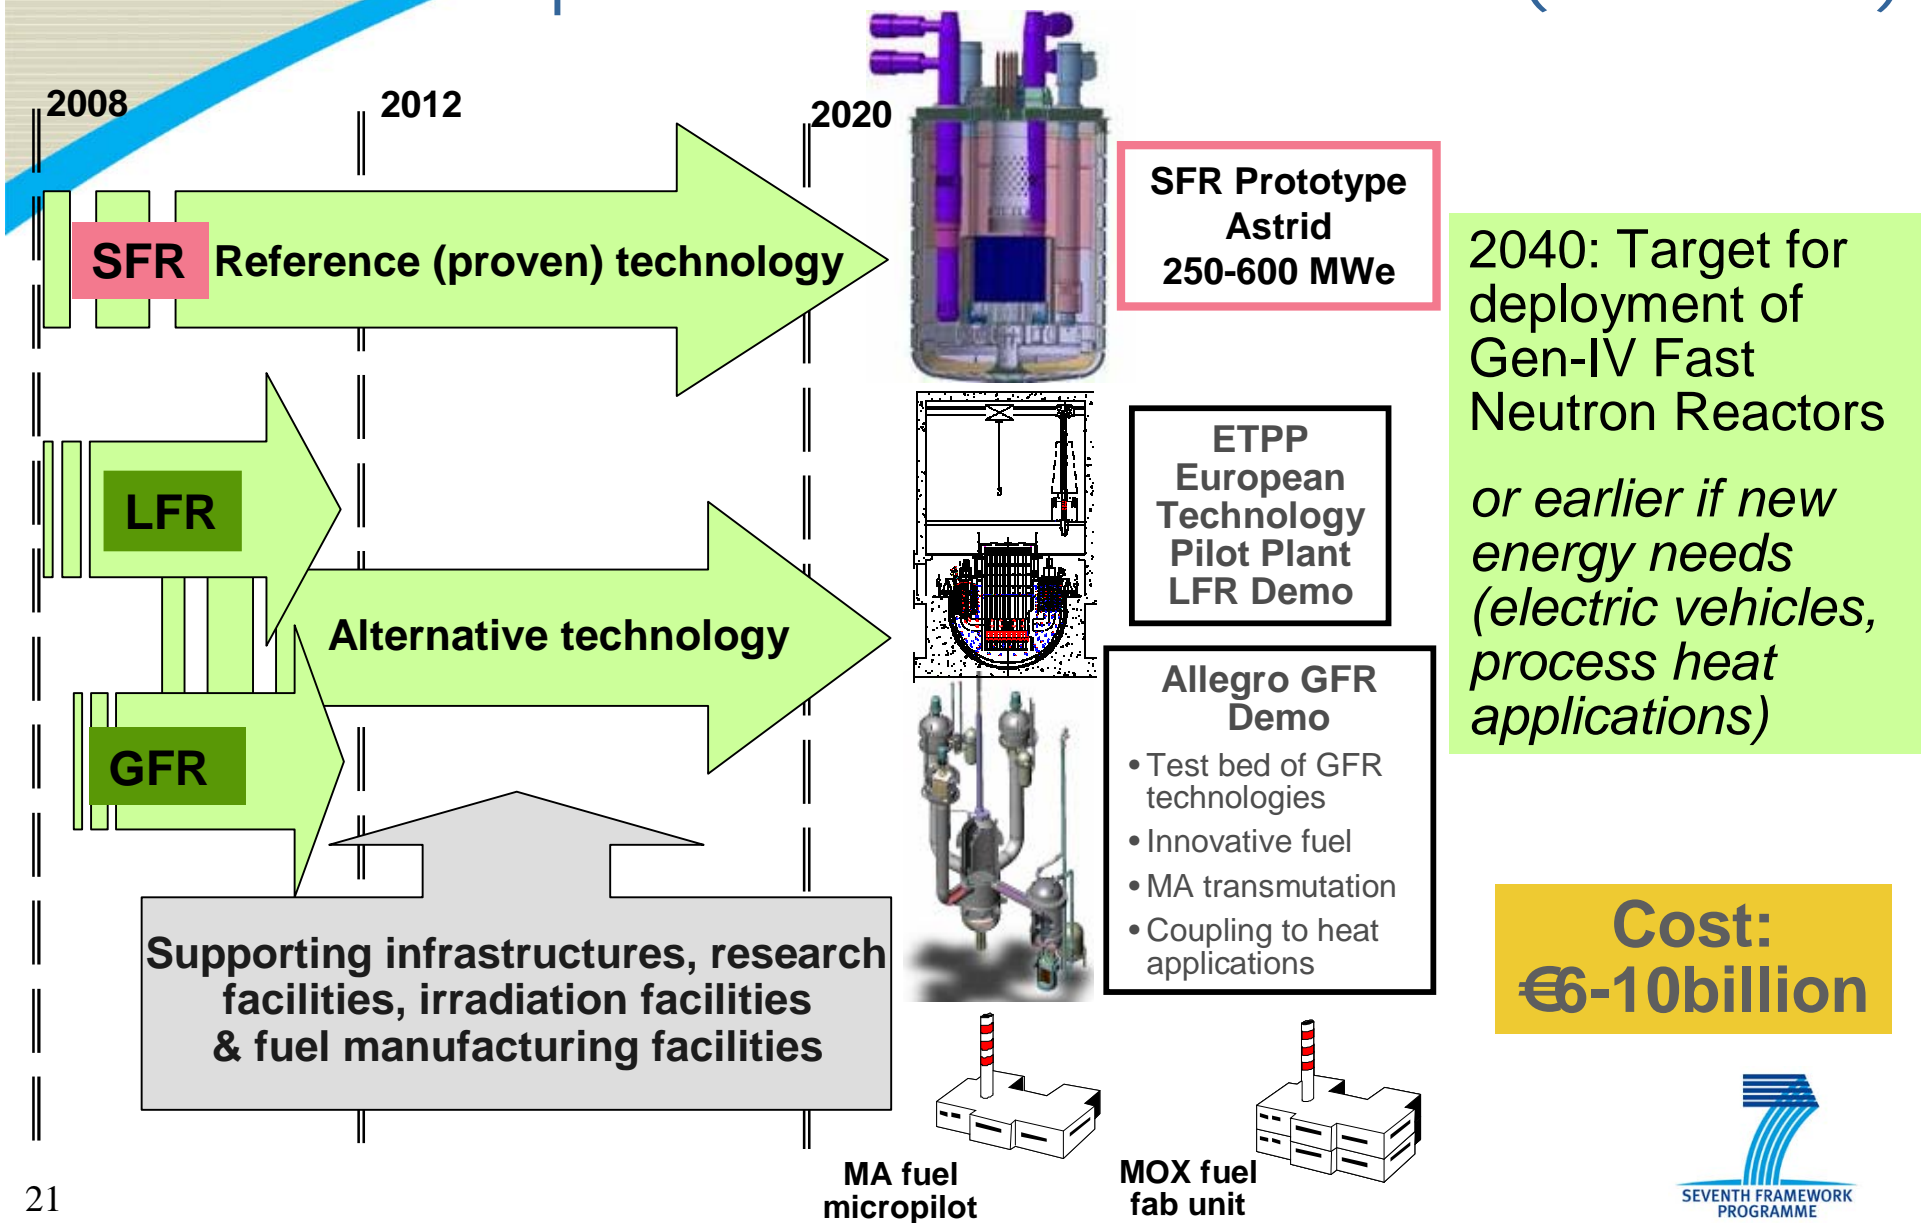 2008
2012
2020
SFR
Reference (proven) technology
SFR Prototype
Astrid
250-600 MWe
2040: Target for
deployment of
Gen-IV Fast
Neutron Reactors
or earlier if new
energy needs
(electric vehicles,
process heat
applications)
LFR
ETPP
European
Technology
Pilot Plant
LFR Demo
Alternative technology
GFR
Allegro GFR
Demo
• Test bed of GFR
technologies
• Innovative fuel
• MA transmutation
• Coupling to heat
applications
Supporting infrastructures, research
facilities, irradiation facilities
& fuel manufacturing facilities
Cost:
€6-10billion
MA fuel
micropilot
MOX fuel
fab unit
SEVENTH FRAMEWORK
PROGRAMME
21